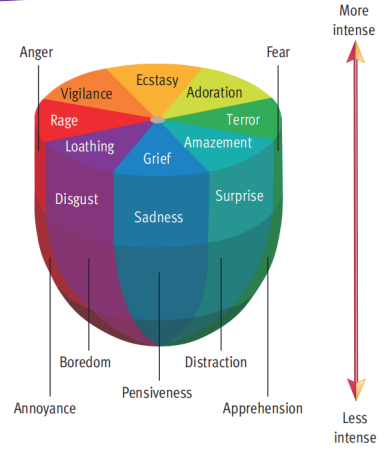 More
intense
Anger
Fear
Ecstasy
Vigilance
Adoration
Rage
Terror
Loathing
Amazement
Grief
Disgust
Surprise
Sadness
Boredom
Distraction
Pensiveness
Annoyance
Apprehension
Less
intense